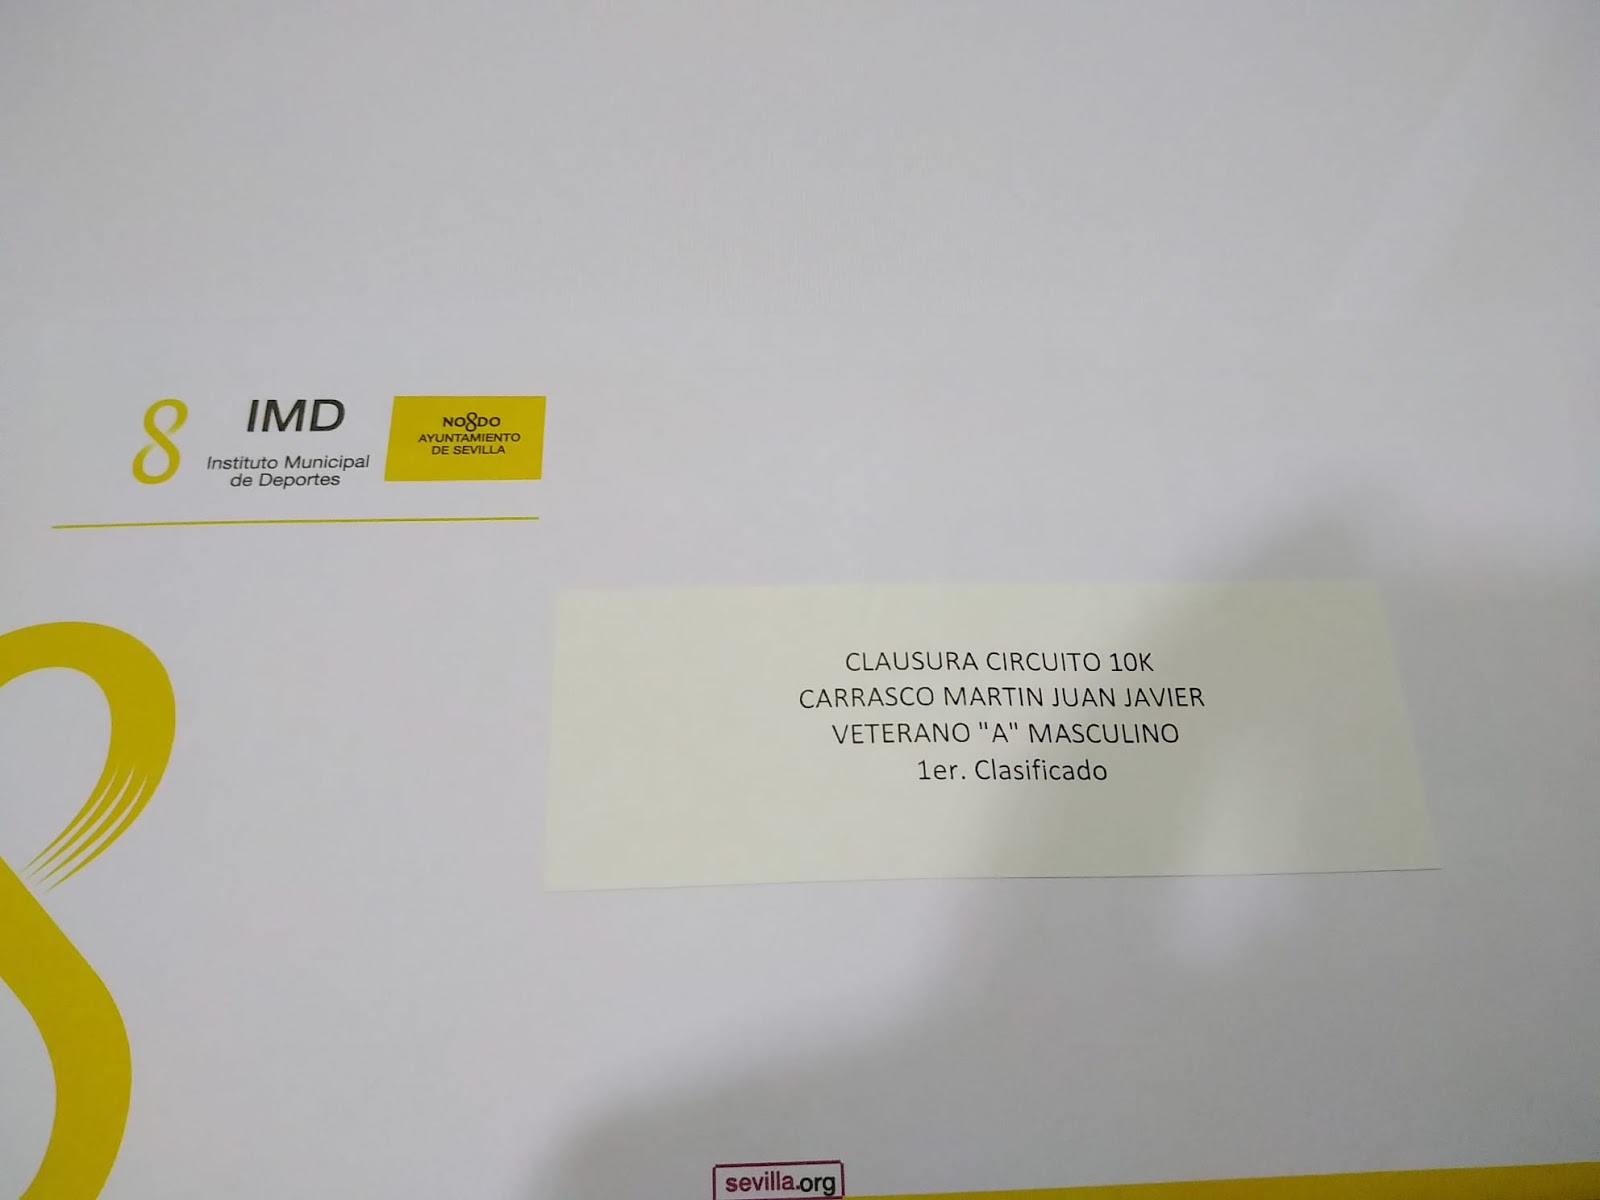 8 IMD
Instituto Municipal
de Deportes
NO8DO
AYUNTAMIENTO
DE SEVILLA
CLAUSURA CIRCUITO 10K
CARRASCO MARTIN JUAN JAVIER
VETERANO "A" MASCULINO
1er. Clasificado
sevilla.org